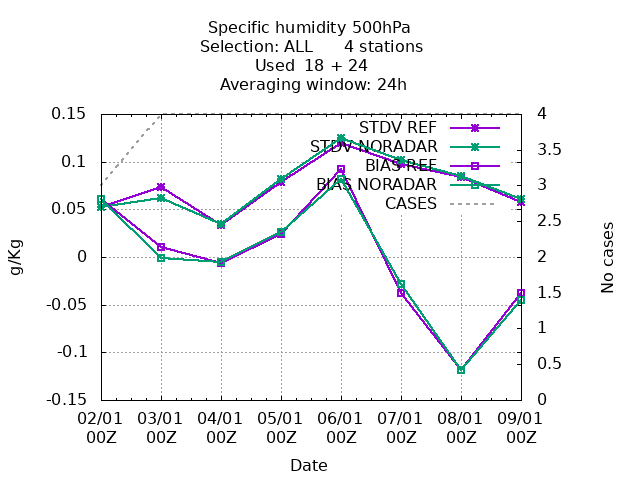 Specific humidity 500hPa
Selection: ALL 4 stations
Used 18 + 24
Averaging window: 24h
0.15
0.1
0.05
0
-0.05
-0.1
-0.15
g/Kg
4
3.5
3
2.5
2
1.5
1
0.5
0
No cases
STDV REF
STDV NORADAR
BIAS REF
BIAS NORADAR
CASES
02/01 03/01 04/01 05/01 06/01 07/01 08/01 09/01
00Z 00Z 00Z 00Z 00Z 00Z 00Z 00Z
Date